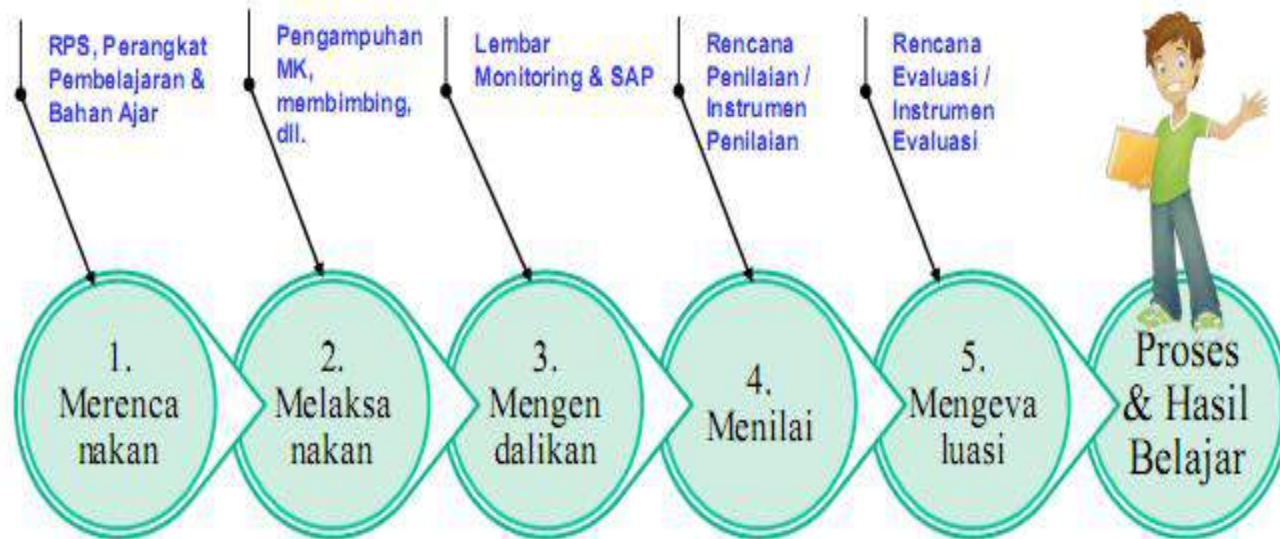 RPS, Perangkat
Pembelajaran &
Bahan Ajar
Pengampuhan
MK,
membimbing,
dll.
Lembar
Monitoring & SAP
Rencana
Penilaian /
Instrumen
Penilaian
Rencana
Evaluasi /
Instrumen
Evaluasi
1.
Merenca
nakan
2.
Melaksa
nakan
3.
Mengen
dalikan
4.
Menilai
5.
Mengeva
luasi
Proses
& Hasil
Belajar